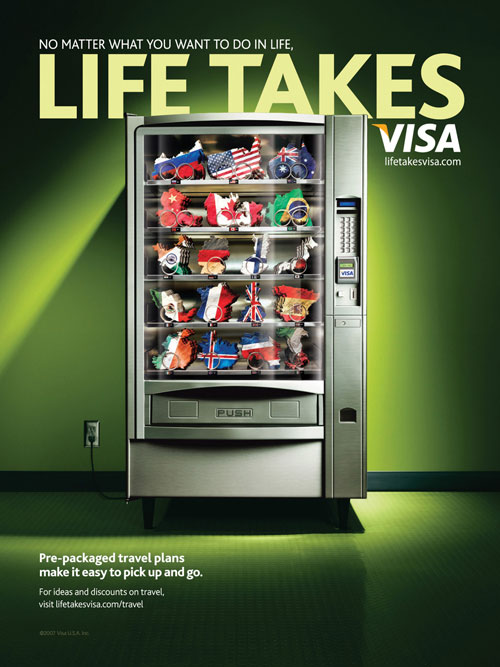 NO MATTER WHAT YOU WANT TO DO IN LIFE,
LIFE TAKES
VISA
lifetakesvisa.com
VISA
PUSH
Pre-packaged travel plans
make it easy to pick up and go.
For ideas and discounts on travel,
visit lifetakesvisa.com/travel
©2007 Visa U.S.A. Inc.